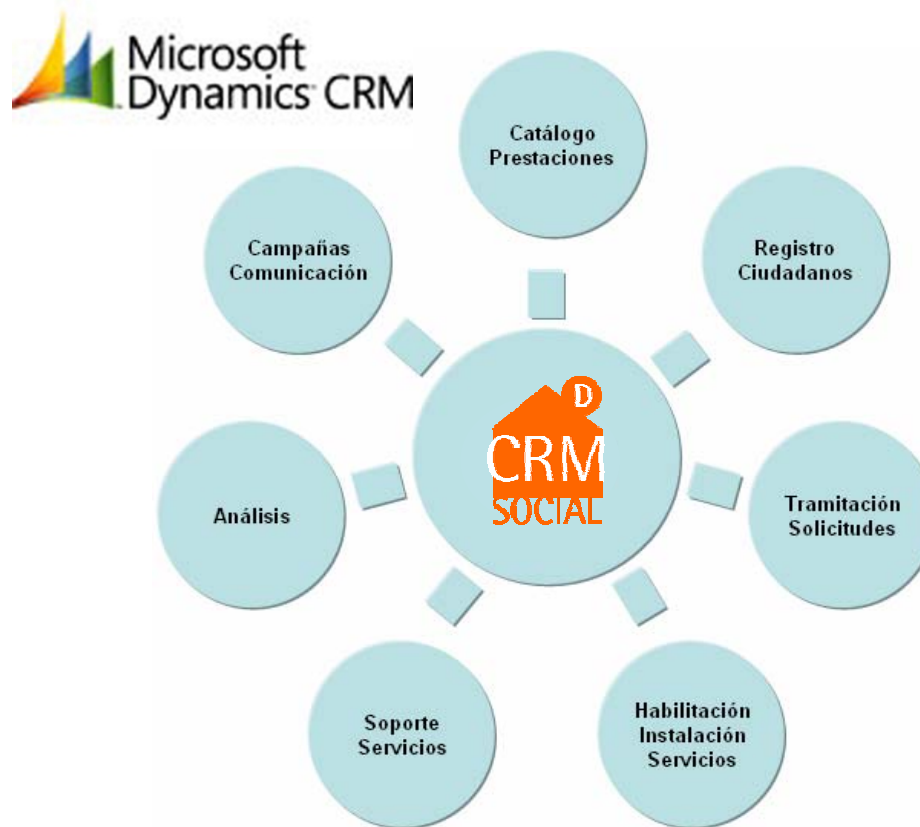 Microsoft
Dynamics CRM
Catálogo
Prestaciones
Campañas
Comunicación
Registro
Ciudadanos
D
CRM
SOCIAL
Análisis
Tramitación
Solicitudes
Soporte
Servicios
Habilitación
Instalación
Servicios